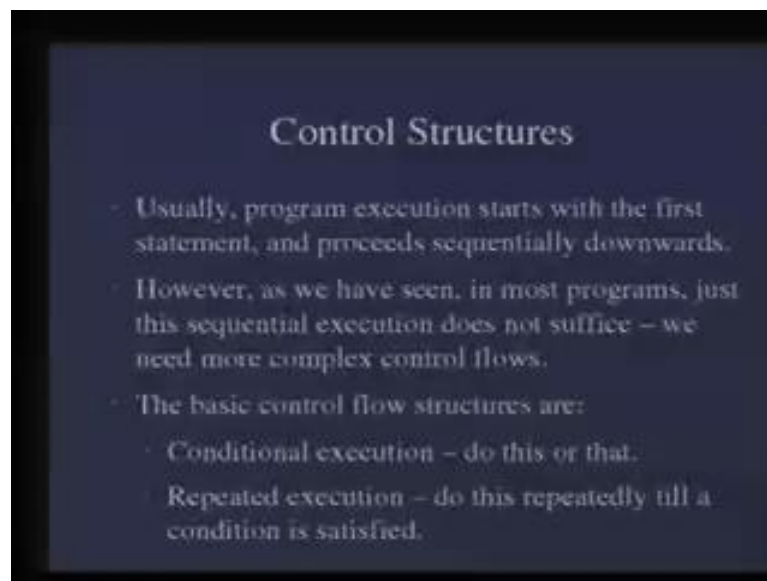 Control Structures
Usually, program execution starts with the first
statement, and proceeds sequentially downwards.
However, as we have seen, in most programs, just
this sequential execution does not suffice – we
need more complex control flows.
The basic control flow structures are:
Conditional execution – do this or that.
Repeated execution – do this repeatedly till a
condition is satisfied.